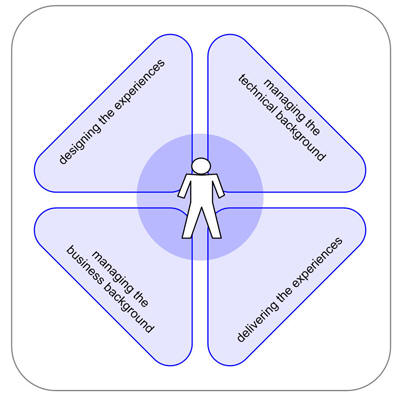 designing the experiences
managing the
technical background
managing the
business background
delivering the experiences